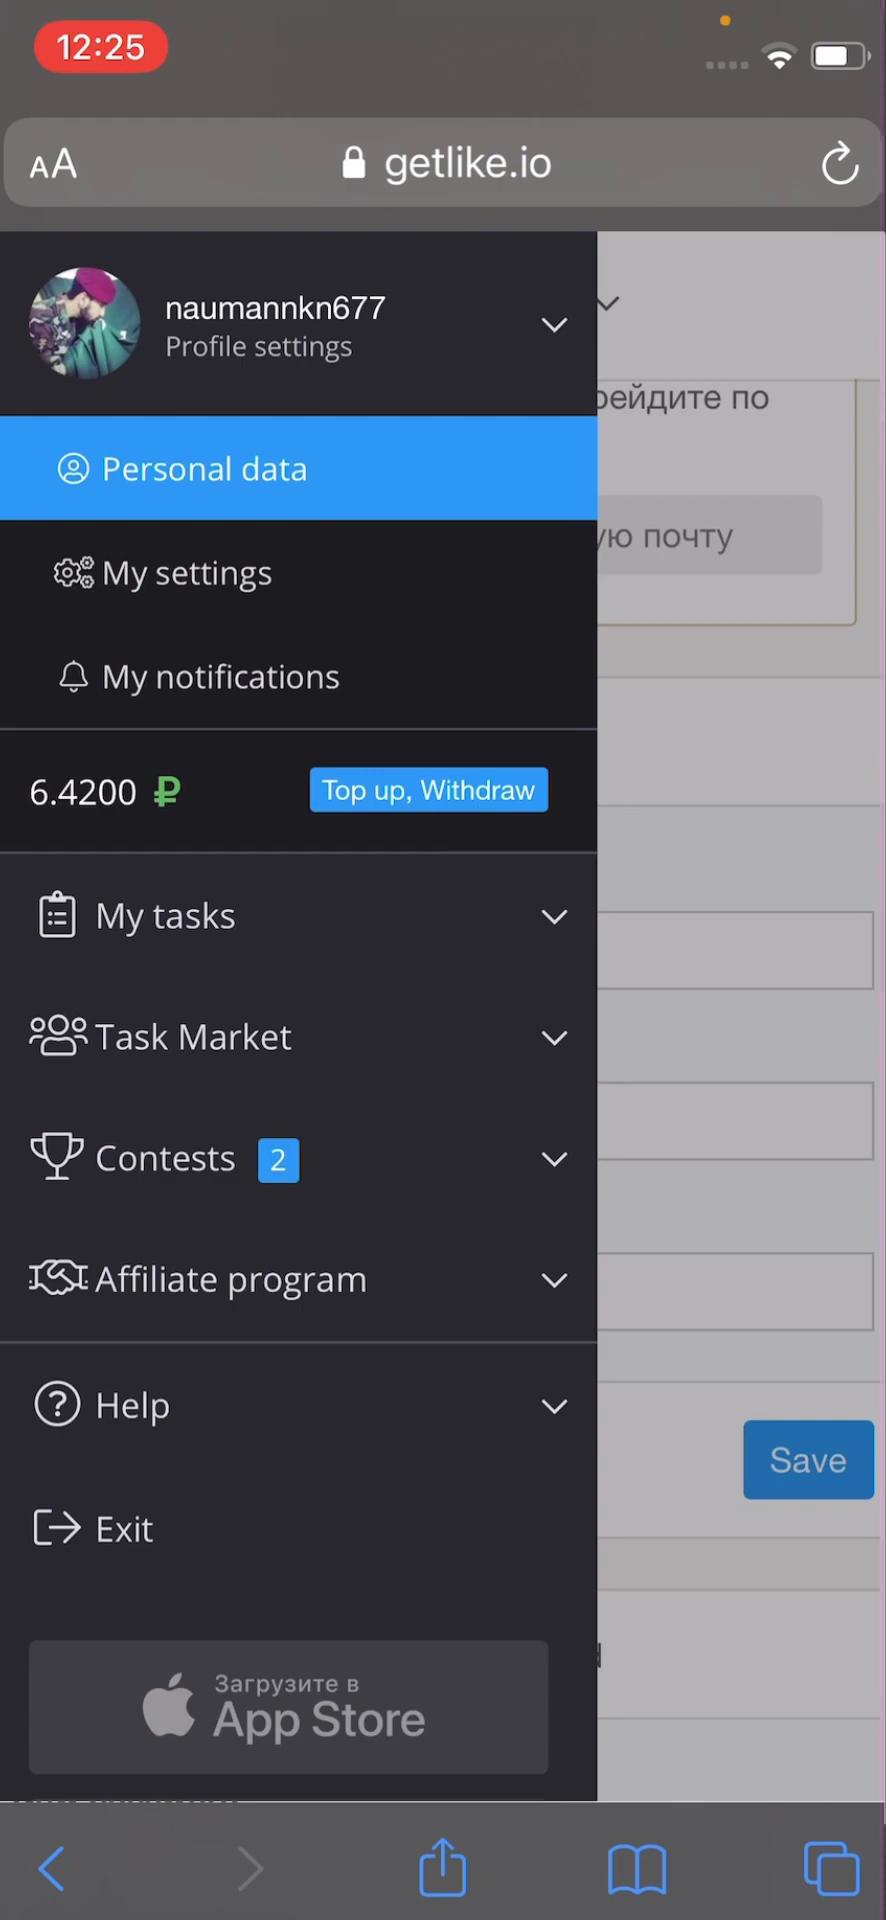 12:25
AA
getlike.io
naumannkn677
Profile settings
рейдите по
Personal data
ую почту
My settings
My notifications
6.4200 ₽
Top up, Withdraw
My tasks
Task Market
Contests 2
Affiliate program
Help
Save
Exit
Загрузите в
App Store